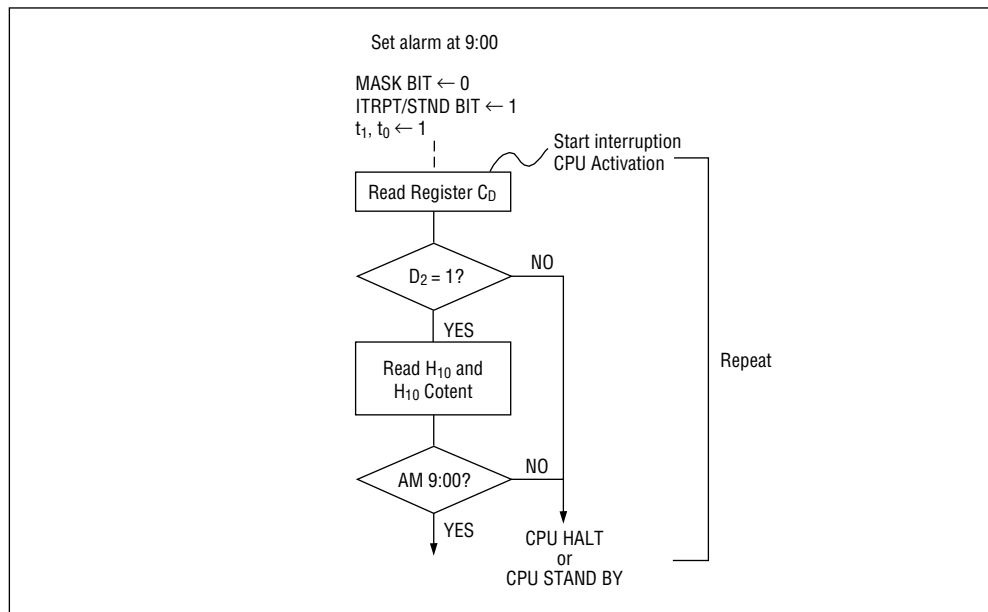 Set alarm at 9:00
MASK BIT ← 0
ITRPT/STND BIT ← 1
t₁, t₀ ← 1
Start interruption
CPU Activation
Read Register C_D
D₂ = 1?
NO
YES
Read H₁₀ and
H₁₀ Cotent
Repeat
AM 9:00?
NO
YES
CPU HALT
or
CPU STAND BY